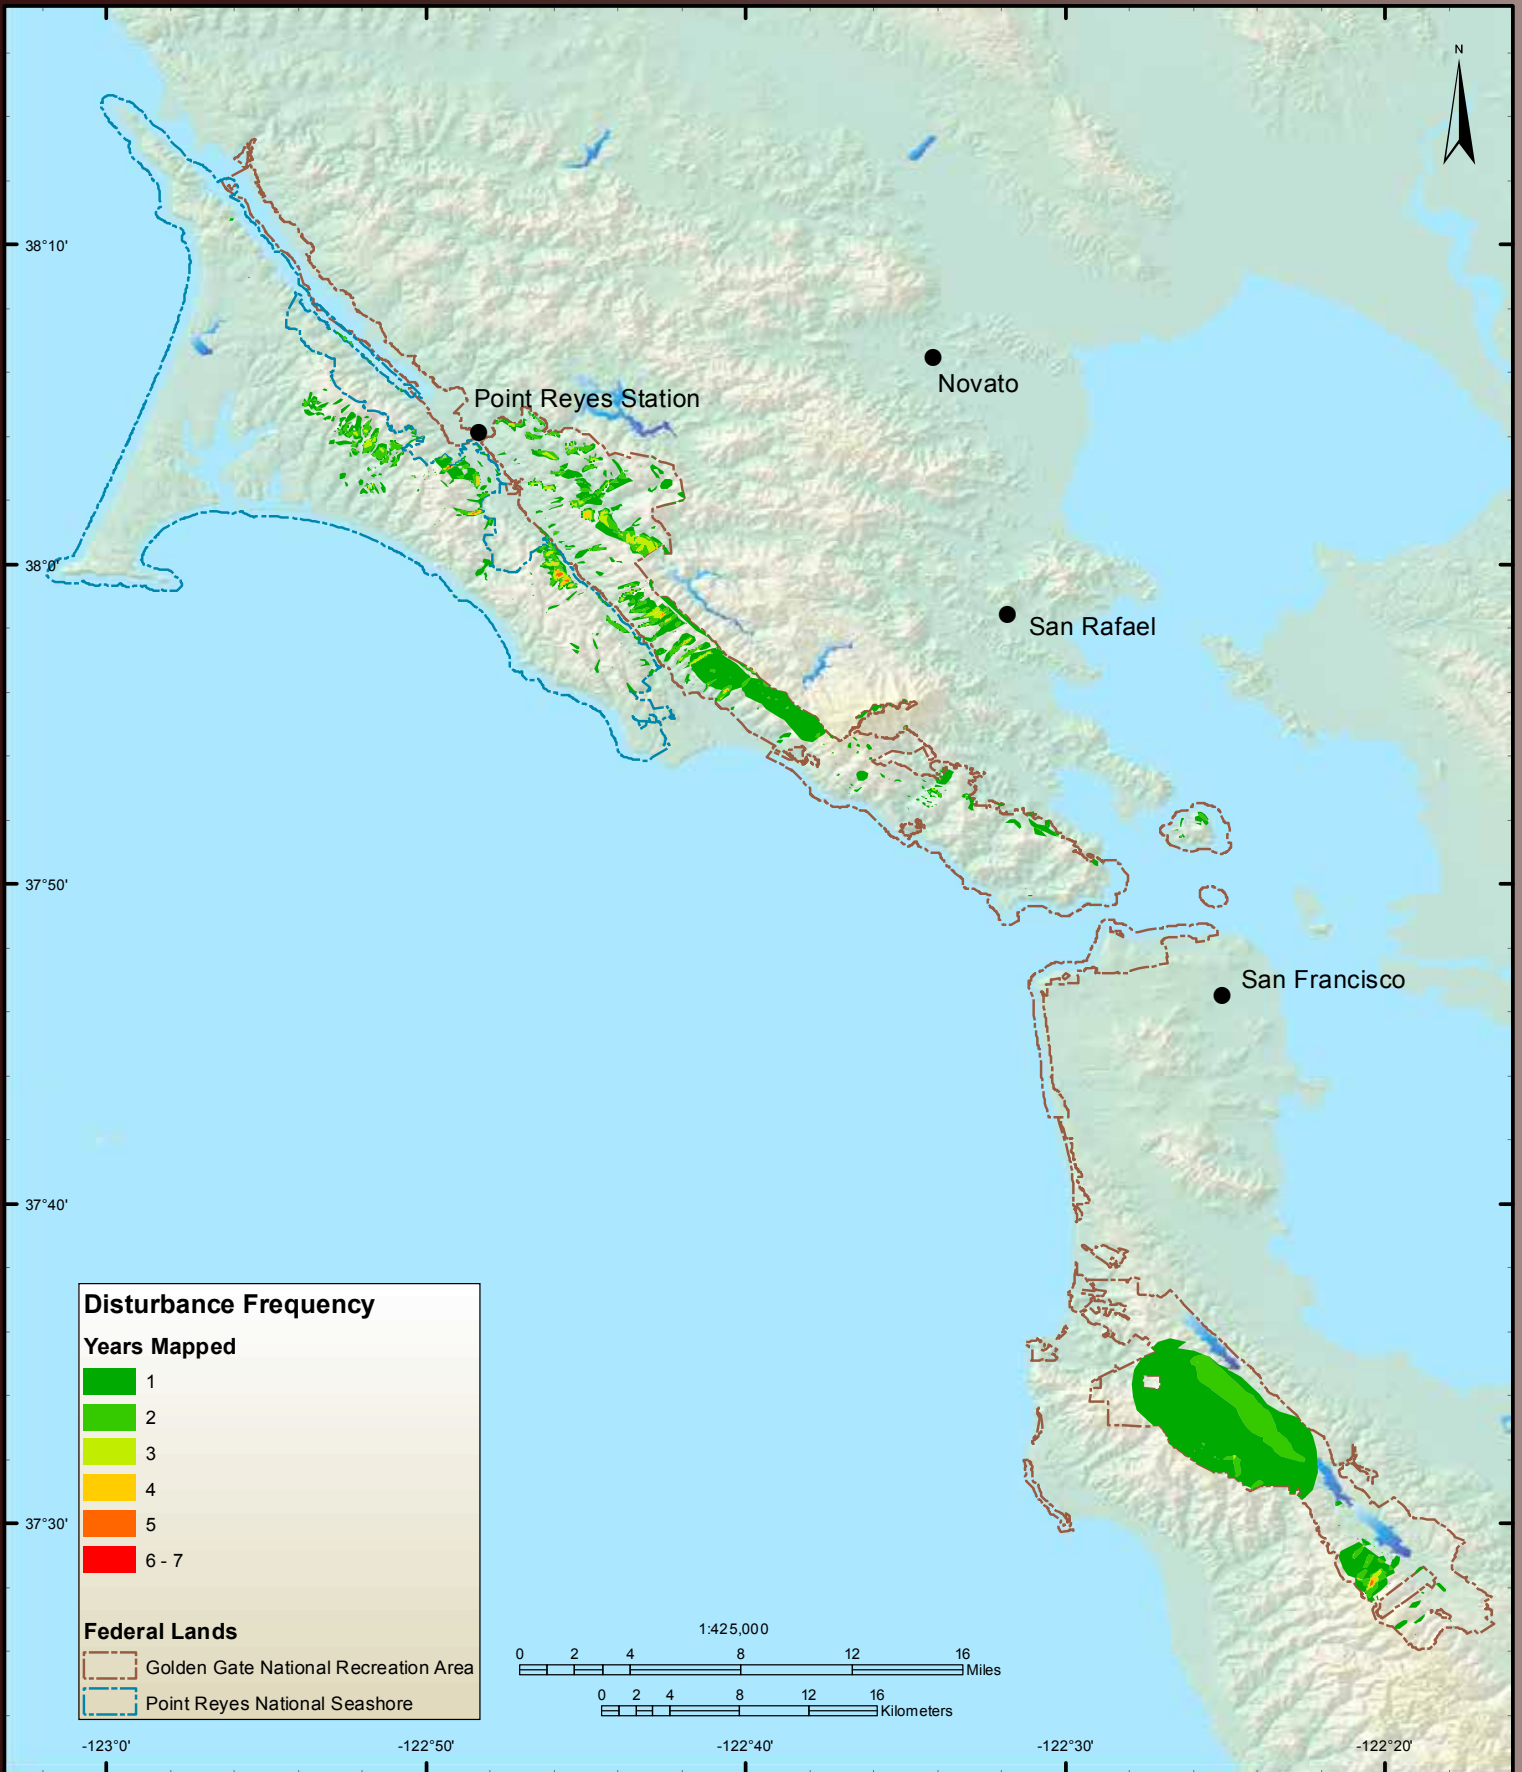 N
38°10'
Novato
Point Reyes Station
38°0'
San Rafael
37°50'
San Francisco
37°40'
Disturbance Frequency
Years Mapped
1
2
3
4
5
6 - 7
Federal Lands
Golden Gate National Recreation Area
Point Reyes National Seashore
37°30'
1:425,000
0 2 4 8 12 16
Miles
0 2 4 8 12 16
Kilometers
-123°0' -122°50' -122°40' -122°30' -122°20'